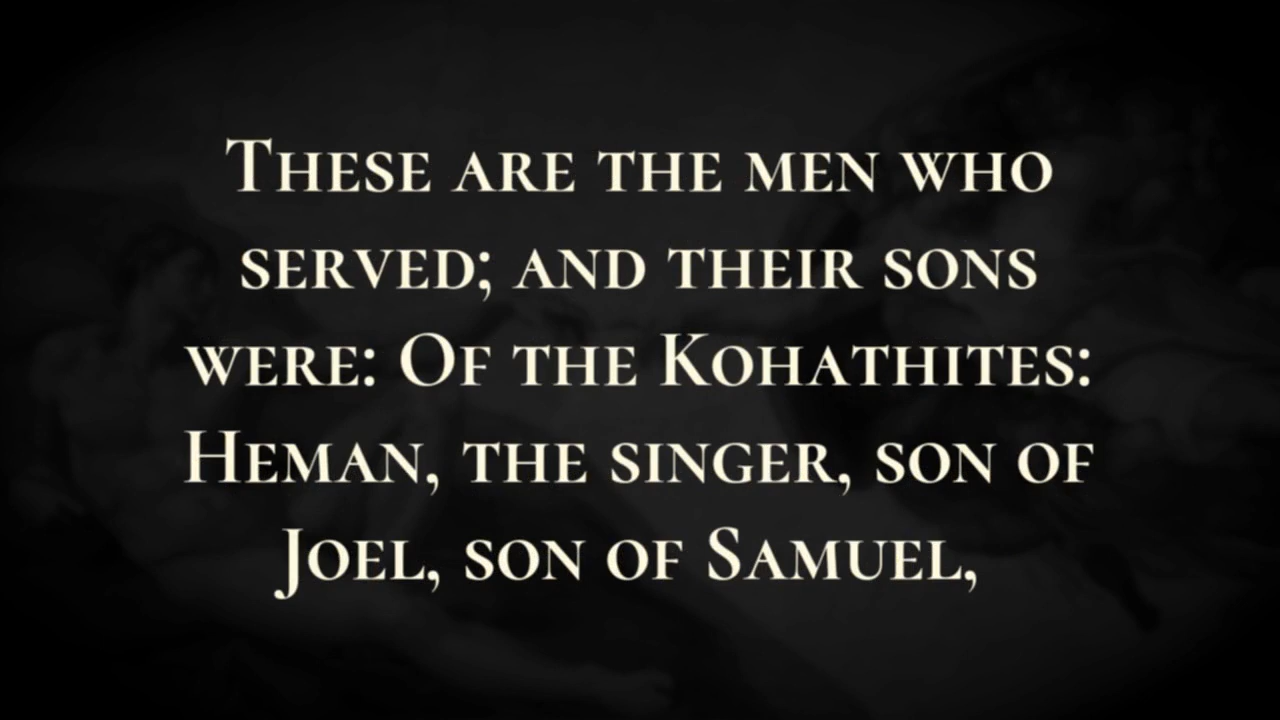 These are the men who
served; and their sons
were: Of the Kohathites:
Heman, the singer, son of
Joel, son of Samuel,